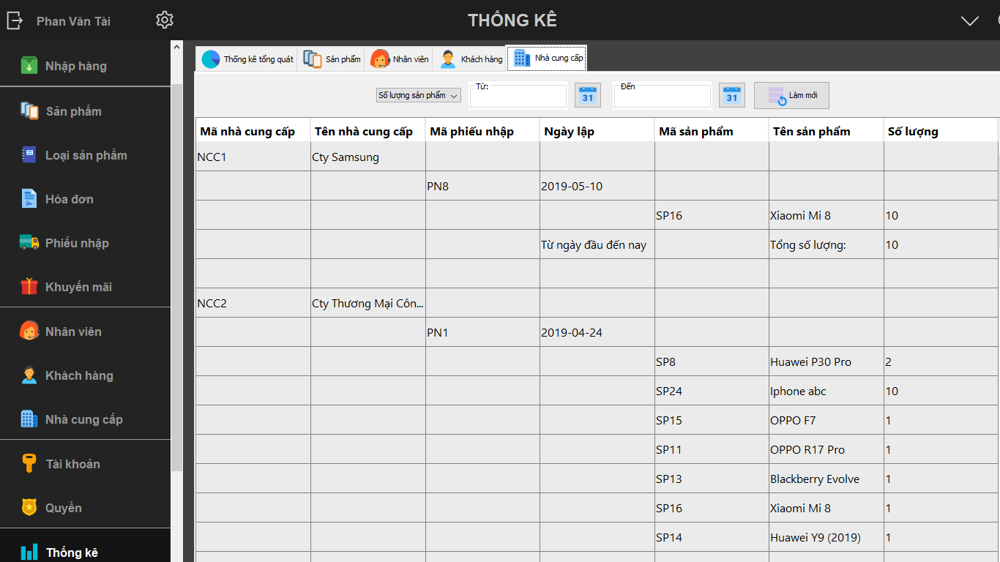 Phan Văn Tài
THỐNG KÊ
Nhập hàng
Sản phẩm
Loại sản phẩm
Hóa đơn
Phiếu nhập
Khuyến mãi
Nhân viên
Khách hàng
Nhà cung cấp
Tài khoản
Quyền
Thống kê
Thống kê tổng quát Sản phẩm Nhân viên Khách hàng Nhà cung cấp
Số lượng sản phẩm Từ: 31 Đến 31 Làm mới
Mã nhà cung cấp Tên nhà cung cấp Mã phiếu nhập Ngày lập Mã sản phẩm Tên sản phẩm Số lượng
NCC1 Cty Samsung
PN8 2019-05-10
SP16 Xiaomi Mi 8 10
Từ ngày đầu đến nay Tổng số lượng: 10
NCC2 Cty Thương Mại Côn...
PN1 2019-04-24
SP8 Huawei P30 Pro 2
SP24 Iphone abc 10
SP15 OPPO F7 1
SP11 OPPO R17 Pro 1
SP13 Blackberry Evolve 1
SP16 Xiaomi Mi 8 1
SP14 Huawei Y9 (2019) 1